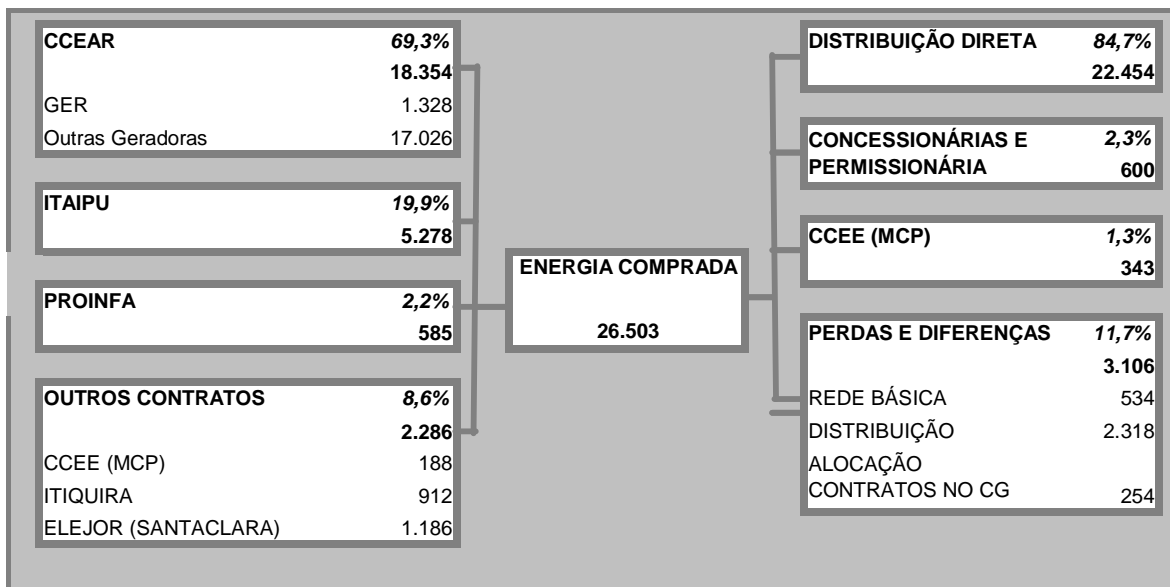 CCEAR 69,3%
18.354
GER 1.328
Outras Geradoras 17.026
ITAIPU 19,9%
5.278
PROINFA 2,2%
585
OUTROS CONTRATOS 8,6%
2.286
CCEE (MCP) 188
ITIQUIRA 912
ELEJOR (SANTACLARA) 1.186
ENERGIA COMPRADA
26.503
DISTRIBUIÇÃO DIRETA 84,7%
22.454
CONCESSIONÁRIAS E 2,3%
PERMISSIONÁRIA 600
CCEE (MCP) 1,3%
343
PERDAS E DIFERENÇAS 11,7%
3.106
REDE BÁSICA 534
DISTRIBUIÇÃO 2.318
ALOCAÇÃO
CONTRATOS NO CG 254